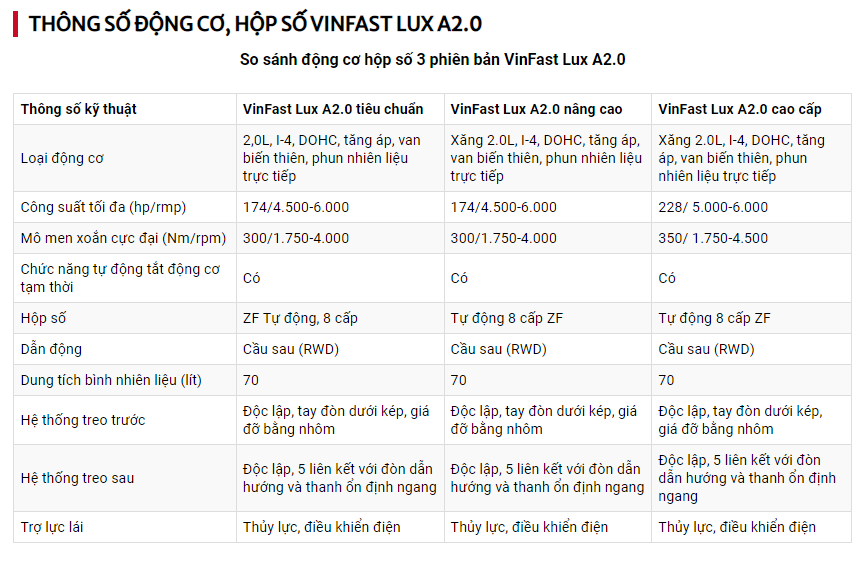 THÔNG SỐ ĐỘNG CƠ, HỘP SỐ VINFAST LUX A2.0
So sánh động cơ hộp số 3 phiên bản VinFast Lux A2.0
Thông số kỹ thuật
VinFast Lux A2.0 tiêu chuẩn
VinFast Lux A2.0 nâng cao
VinFast Lux A2.0 cao cấp
Loại động cơ
2,0L, I-4, DOHC, tăng áp, van
biến thiên, phun nhiên liệu
trực tiếp
Xăng 2.0L, I-4, DOHC, tăng áp,
van biến thiên, phun nhiên liệu
trực tiếp
Xăng 2.0L, I-4, DOHC, tăng
áp, van biến thiên, phun
nhiên liệu trực tiếp
Công suất tối đa (hp/rmp)
174/4.500-6.000
174/4.500-6.000
228/ 5.000-6.000
Mô men xoắn cực đại (Nm/rpm)
300/1.750-4.000
300/1.750-4.000
350/ 1.750-4.500
Chức năng tự động tắt động cơ
tạm thời
Có
Có
Có
Hộp số
ZF Tự động, 8 cấp
Tự động 8 cấp ZF
Tự động 8 cấp ZF
Dẫn động
Cầu sau (RWD)
Cầu sau (RWD)
Cầu sau (RWD)
Dung tích bình nhiên liệu (lít)
70
70
70
Hệ thống treo trước
Độc lập, tay đòn dưới kép, giá
đỡ bằng nhôm
Độc lập, tay đòn dưới kép, giá
đỡ bằng nhôm
Độc lập, tay đòn dưới kép,
giá đỡ bằng nhôm
Hệ thống treo sau
Độc lập, 5 liên kết với đòn dẫn
hướng và thanh ổn định ngang
Độc lập, 5 liên kết với đòn dẫn
hướng và thanh ổn định ngang
Độc lập, 5 liên kết với đòn
dẫn hướng và thanh ổn định
ngang
Trợ lực lái
Thủy lực, điều khiển điện
Thủy lực, điều khiển điện
Thủy lực, điều khiển điện